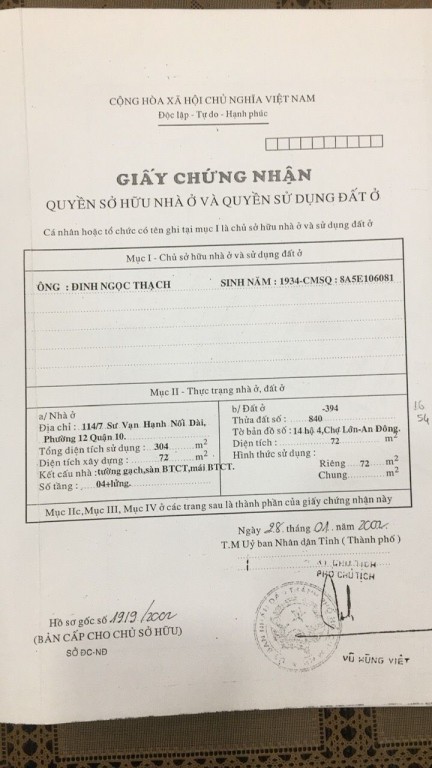 CỘNG HÒA XÃ HỘI CHỦ NGHĨA VIỆT NAM
Độc lập - Tự do - Hạnh phúc
GIẤY CHỨNG NHẬN
QUYỀN SỞ HỮU NHÀ Ở VÀ QUYỀN SỬ DỤNG ĐẤT Ở
Cá nhân hoặc tổ chức có tên ghi tại mục I là chủ sở hữu nhà ở và sử dụng đất ở
Mục I - Chủ sở hữu nhà ở và sử dụng đất ở
ÔNG : ĐINH NGỌC THẠCH SINH NĂM : 1934-CMSQ : 8A5E106081
Mục II - Thực trạng nhà ở, đất ở
a/ Nhà ở
Địa chỉ : 114/7 Sư Vạn Hạnh Nối Dài,
Phường 12 Quận 10.
Tổng diện tích sử dụng : 304 m2
Diện tích xây dựng : 72 m2
Kết cấu nhà : tường gạch,sàn BTCT,mái BTCT.
Số tầng : 04+lửng.
b/ Đất ở -394
Thửa đất số : 840
Tờ bản đồ số : 14 hộ 4,Chợ Lớn-An Đông.
Diện tích : 72 m2
Hình thức sử dụng :
Riêng 72 m2
Chung m2
16
54
Mục IIc,Mục III, Mục IV ở các trang sau là thành phần của giấy chứng nhận này
Ngày 28 tháng 01 năm 2002
T.M Uỷ ban Nhân dân Tỉnh ( Thành phố )
CHỦ TỊCH
PHÓ CHỦ TỊCH
Hồ sơ gốc số 1919/2002
(BẢN CẤP CHO CHỦ SỞ HỮU)
SỞ ĐC-NĐ
VŨ HÙNG VIỆT